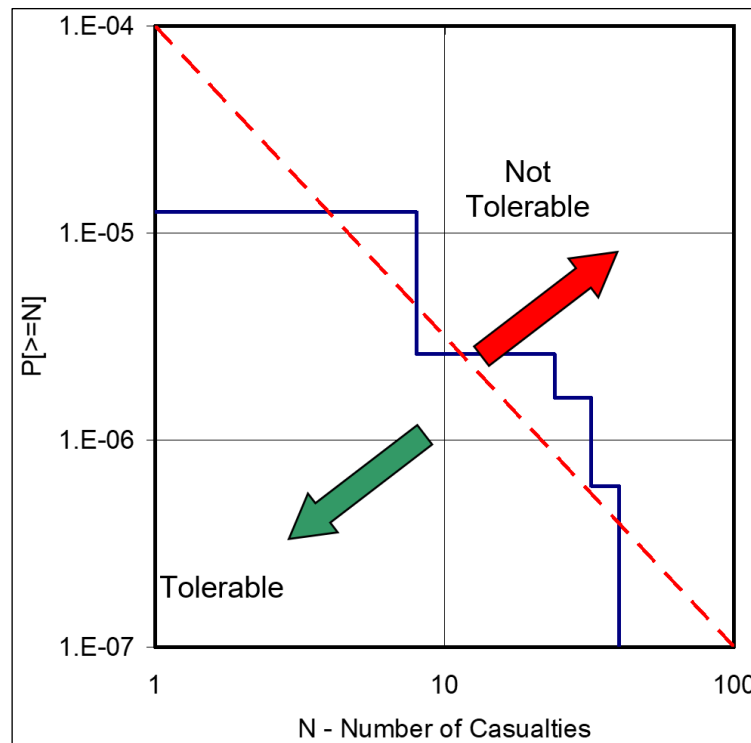 1.E-04
Not
Tolerable
1.E-05
P[>=N]
1.E-06
Tolerable
1.E-07
1
10
100
N - Number of Casualties